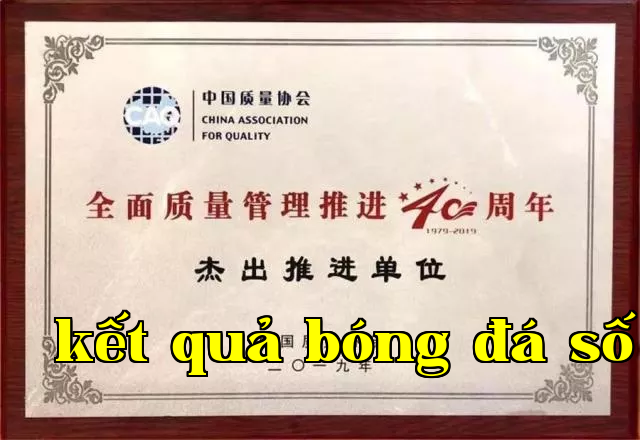 中国质量协会
CAQ
CHINA ASSOCIATION
FOR QUALITY
全面质量管理推进40周年
1979-2019
杰出推进单位
kết quả bóng đá số
二〇一九年